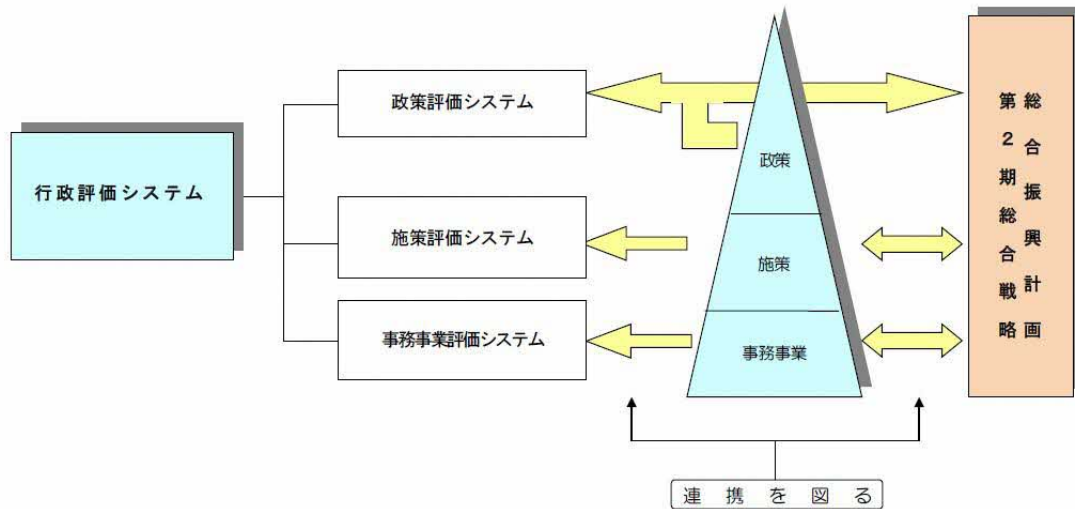 行政評価システム
政策評価システム
施策評価システム
事務事業評価システム
政策
施策
事務事業
総合振興計画
第2期総合戦略
連携を図る